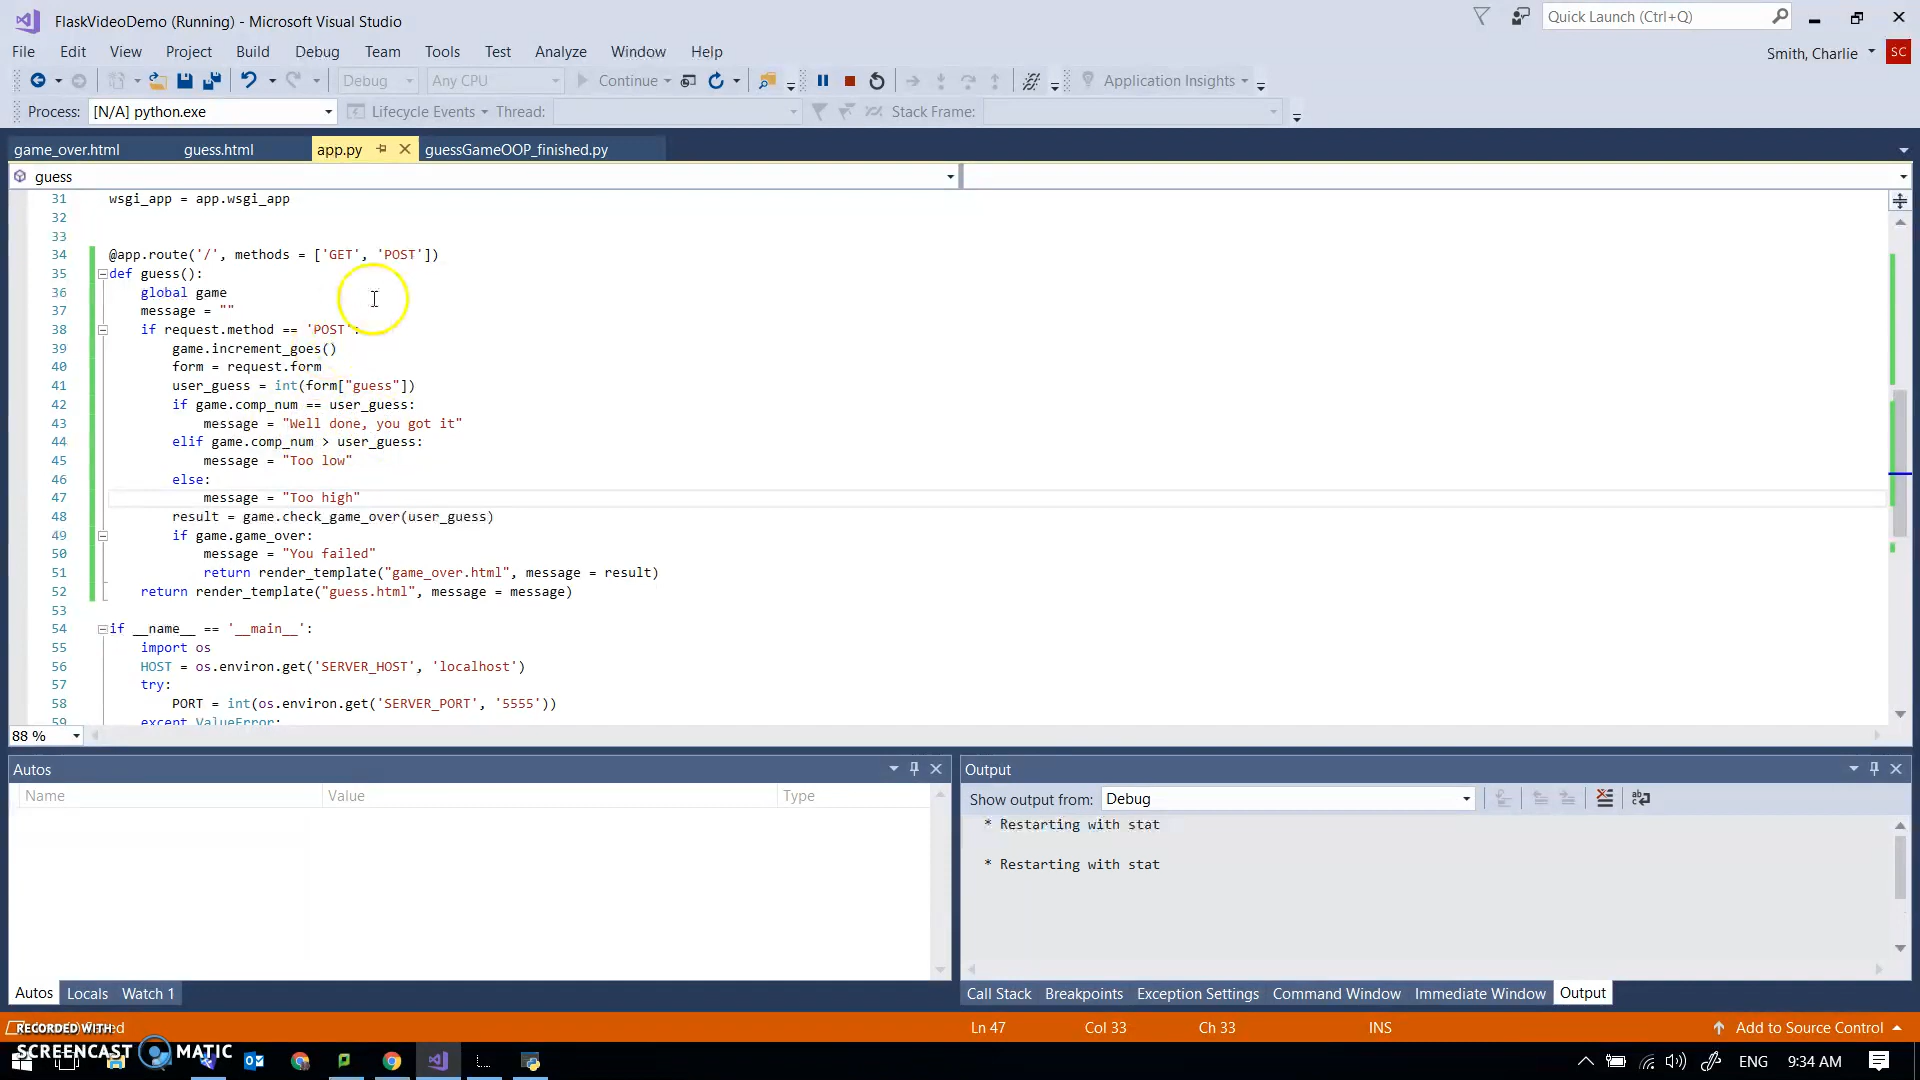 FlaskVideoDemo (Running) - Microsoft Visual Studio
Quick Launch (Ctrl+Q)
File Edit View Project Build Debug Team Tools Test Analyze Window Help
Smith, Charlie SC
Debug Any CPU Continue Application Insights
Process: [N/A] python.exe Lifecycle Events Thread: Stack Frame:
game_over.html guess.html app.py guessGameOOP_finished.py
guess
31 wsgi_app = app.wsgi_app
32
33
34 @app.route('/', methods = ['GET', 'POST'])
35 def guess():
36 global game
37 message = ""
38 if request.method == 'POST':
39 game.increment_goes()
40 form = request.form
41 user_guess = int(form["guess"])
42 if game.comp_num == user_guess:
43 message = "Well done, you got it"
44 elif game.comp_num > user_guess:
45 message = "Too low"
46 else:
47 message = "Too high"
48 result = game.check_game_over(user_guess)
49 if game.game_over:
50 message = "You failed"
51 return render_template("game_over.html", message = result)
52 return render_template("guess.html", message = message)
53
54 if __name__ == '__main__':
55 import os
56 HOST = os.environ.get('SERVER_HOST', 'localhost')
57 try:
58 PORT = int(os.environ.get('SERVER_PORT', '5555'))
59 except ValueError:
88 %
Autos
Name Value Type
Autos Locals Watch 1
Output
Show output from: Debug
* Restarting with stat
* Restarting with stat
Call Stack Breakpoints Exception Settings Command Window Immediate Window Output
Ln 47 Col 33 Ch 33 INS Add to Source Control
RECORDED WITH
SCREENCAST MATIC
ENG 9:34 AM